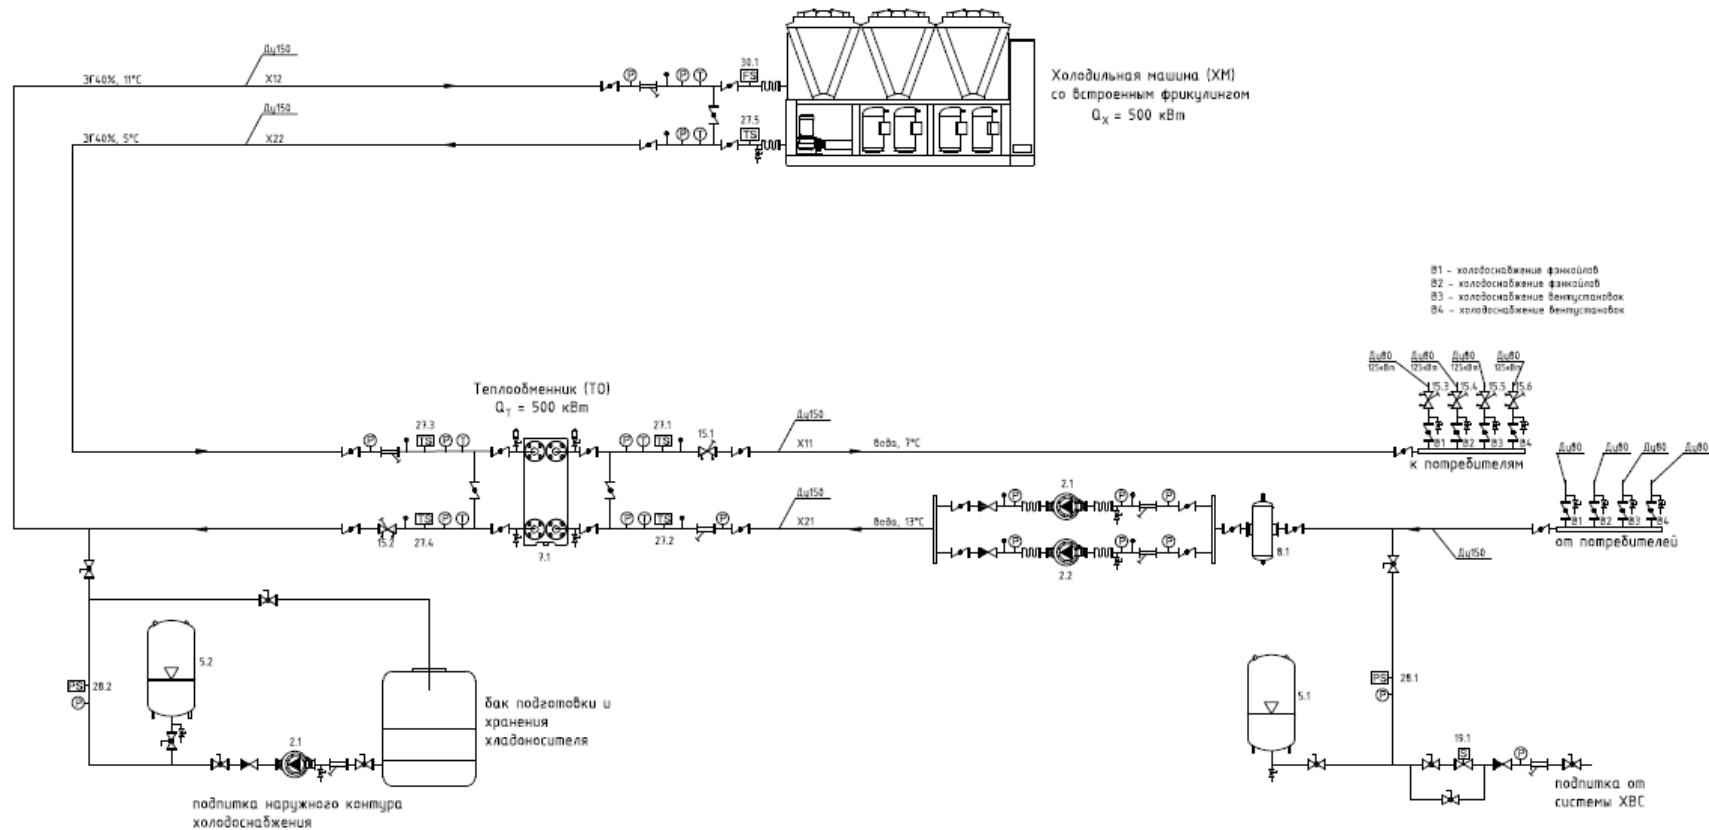 Ду150
ЭГ40%, 11°С
Х12
Р
Р
Т
30.1
FS
Ду150
ЭГ40%, 5°С
Х22
Р
Р
Т
27.5
TS
Холодильная машина (ХМ)
со встроенным фрикулингом
QХ = 500 кВт
В1 - холодоснабжение фэнкойлов
В2 - холодоснабжение фэнкойлов
В3 - холодоснабжение вентустановок
В4 - холодоснабжение вентустановок
Ду80
Ду80
Ду80
Ду80
125кВт
125кВт
125кВт
125кВт
15.3
15.4
15.5
15.6
В1
В2
В3
В4
к потребителям
Теплообменник (ТО)
QТ = 500 кВт
Р
27.3
TS
Р
Т
Р
Т
27.1
TS
15.1
Ду150
Х11
вода, 7°С
Ду80
Ду80
Ду80
Ду80
В1
В2
В3
В4
от потребителей
15.2
TS
27.4
Р
Т
7.1
Р
Т
TS
27.2
Р
Ду150
Х21
вода, 13°С
Р
2.1
Р
Р
Р
2.2
Р
Р
8.1
Ду150
5.2
PS
28.2
Р
2.1
бак подготовки и
хранения
хладоносителя
подпитка наружного контура
холодоснабжения
5.1
PS
28.1
Р
19.1
S
Р
подпитка от
системы ХВС